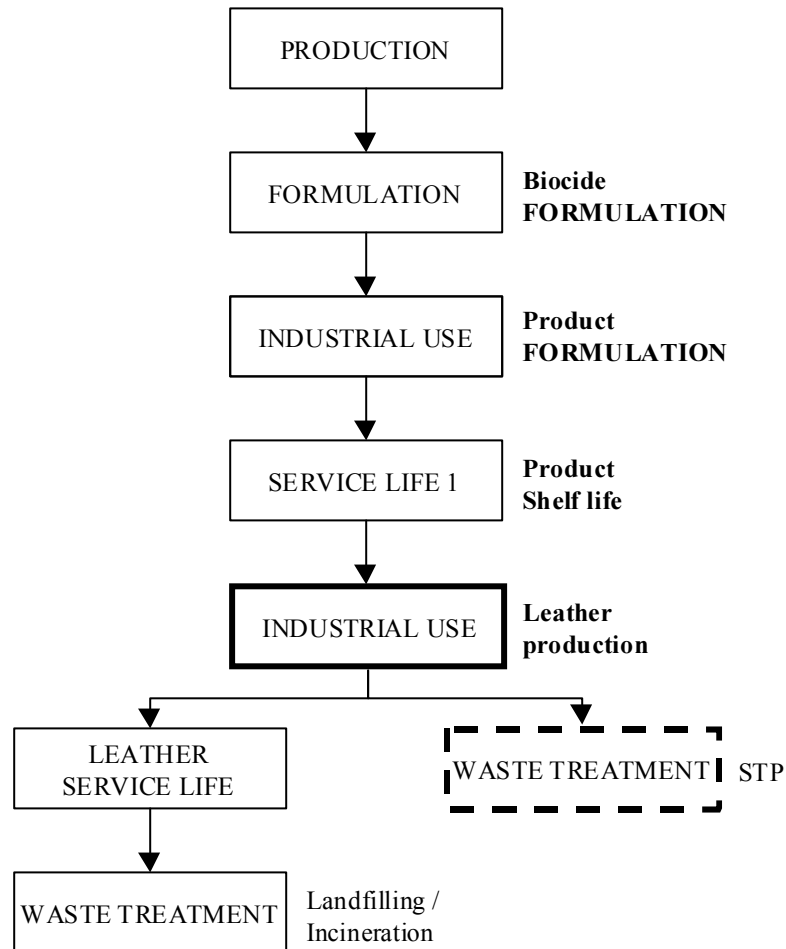 PRODUCTION
FORMULATION
Biocide
FORMULATION
INDUSTRIAL USE
Product
FORMULATION
SERVICE LIFE 1
Product
Shelf life
INDUSTRIAL USE
Leather
production
LEATHER
SERVICE LIFE
WASTE TREATMENT
STP
WASTE TREATMENT
Landfilling /
Incineration